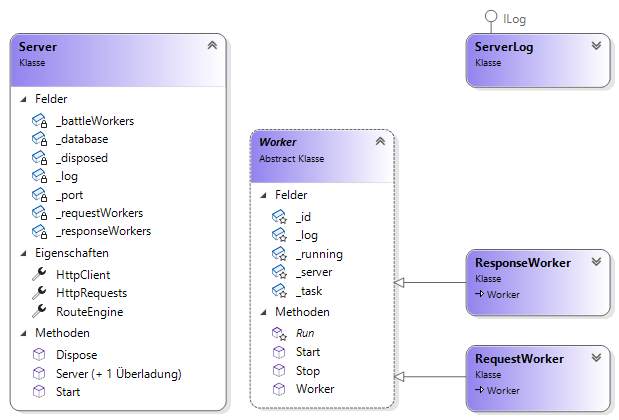 Server
Klasse
Felder
_battleWorkers
_database
_disposed
_log
_port
_requestWorkers
_responseWorkers
Eigenschaften
HttpClient
HttpRequests
RouteEngine
Methoden
Dispose
Server (+ 1 Überladung)
Start
Worker
Abstract Klasse
Felder
_id
_log
_running
_server
_task
Methoden
Run
Start
Stop
Worker
ILog
ServerLog
Klasse
ResponseWorker
Klasse
Worker
RequestWorker
Klasse
Worker